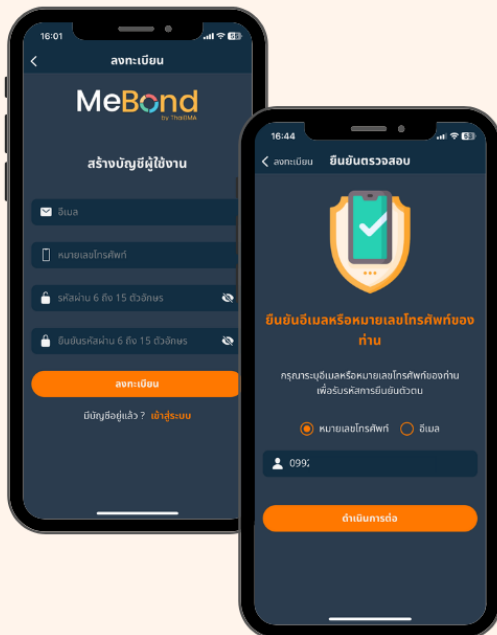 16:01
ลงทะเบียน
MeBond
by ThaiBMA
สร้างบัญชีผู้ใช้งาน
อีเมล
หมายเลขโทรศัพท์
รหัสผ่าน 6 ถึง 15 ตัวอักษร
ยืนยันรหัสผ่าน 6 ถึง 15 ตัวอักษร
ลงทะเบียน
มีบัญชีอยู่แล้ว ? เข้าสู่ระบบ
16:44
ลงทะเบียน ยืนยันตรวจสอบ
ยืนยันอีเมลหรือหมายเลขโทรศัพท์ของ
ท่าน
กรุณาระบุอีเมลหรือหมายเลขโทรศัพท์ของท่าน
เพื่อรับรหัสการยืนยันตัวตน
หมายเลขโทรศัพท์ อีเมล
0992
ดำเนินการต่อ